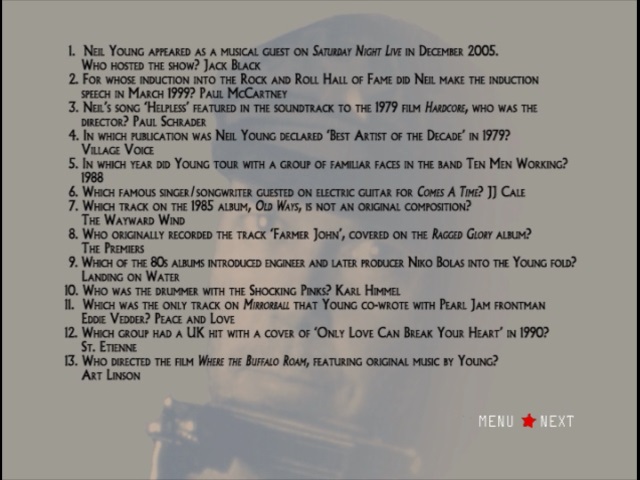 1. Neil Young appeared as a musical guest on Saturday Night Live in December 2005.
Who hosted the show? Jack Black
2. For whose induction into the Rock and Roll Hall of Fame did Neil make the induction
speech in March 1999? Paul McCartney
3. Neil's song 'Helpless' featured in the soundtrack to the 1979 film Hardcore, who was the
director? Paul Schrader
4. In which publication was Neil Young declared 'Best Artist of the Decade' in 1979?
Village Voice
5. In which year did Young tour with a group of familiar faces in the band Ten Men Working?
1988
6. Which famous singer/songwriter guested on electric guitar for Comes A Time? JJ Cale
7. Which track on the 1985 album, Old Ways, is not an original composition?
The Wayward Wind
8. Who originally recorded the track 'Farmer John', covered on the Ragged Glory album?
The Premiers
9. Which of the 80s albums introduced engineer and later producer Niko Bolas into the Young fold?
Landing on Water
10. Who was the drummer with the Shocking Pinks? Karl Himmel
11. Which was the only track on Mirrorball that Young co-wrote with Pearl Jam frontman
Eddie Vedder? Peace and Love
12. Which group had a UK hit with a cover of 'Only Love Can Break Your Heart' in 1990?
St. Etienne
13. Who directed the film Where the Buffalo Roam, featuring original music by Young?
Art Linson
MENU NEXT